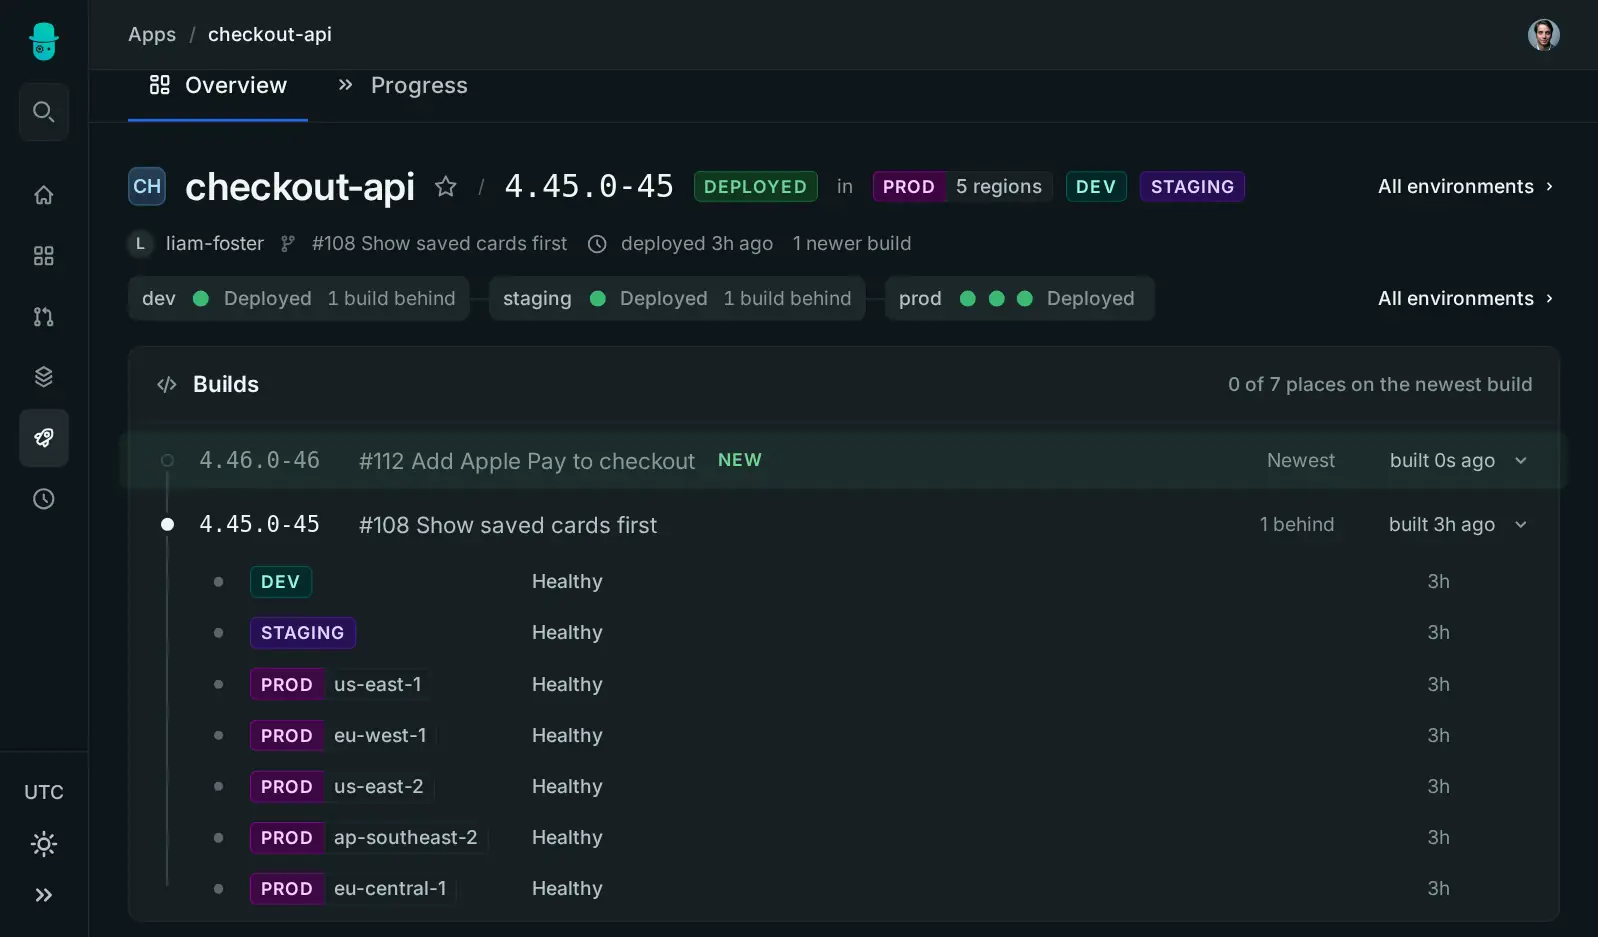 Apps / checkout-api
Overview
Progress
CH checkout-api / 4.45.0-45 DEPLOYED in PROD 5 regions DEV STAGING All environments
L liam-foster #108 Show saved cards first deployed 3h ago 1 newer build
dev Deployed 1 build behind staging Deployed 1 build behind prod Deployed All environments
Builds 0 of 7 places on the newest build
4.46.0-46 #112 Add Apple Pay to checkout NEW Newest built 0s ago
4.45.0-45 #108 Show saved cards first 1 behind built 3h ago
DEV Healthy 3h
STAGING Healthy 3h
PROD us-east-1 Healthy 3h
PROD eu-west-1 Healthy 3h
PROD us-east-2 Healthy 3h
PROD ap-southeast-2 Healthy 3h
PROD eu-central-1 Healthy 3h
UTC